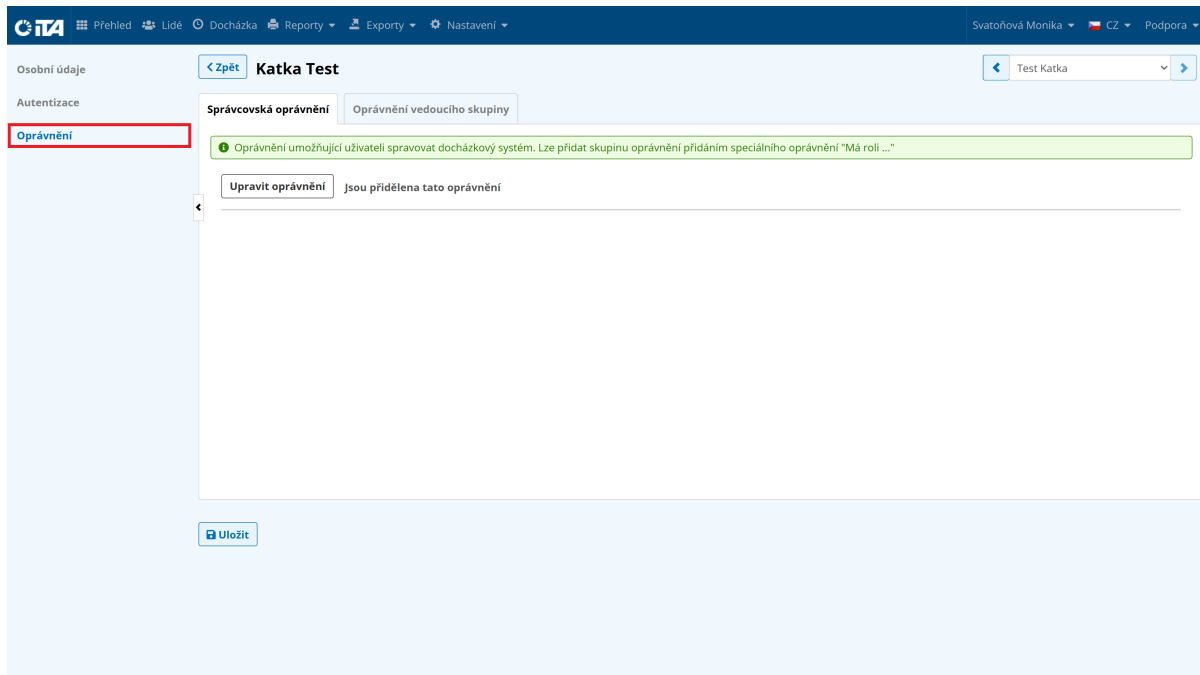 iTA Přehled Lidé Docházka Reporty Exporty Nastavení Svatoňová Monika CZ Podpora
Osobní údaje
Autentizace
Oprávnění
Zpět Katka Test Test Katka
Správcovská oprávnění Oprávnění vedoucího skupiny
Oprávnění umožňující uživateli spravovat docházkový systém. Lze přidat skupinu oprávnění přidáním speciálního oprávnění "Má roli ..."
Upravit oprávnění Jsou přidělena tato oprávnění
Uložit